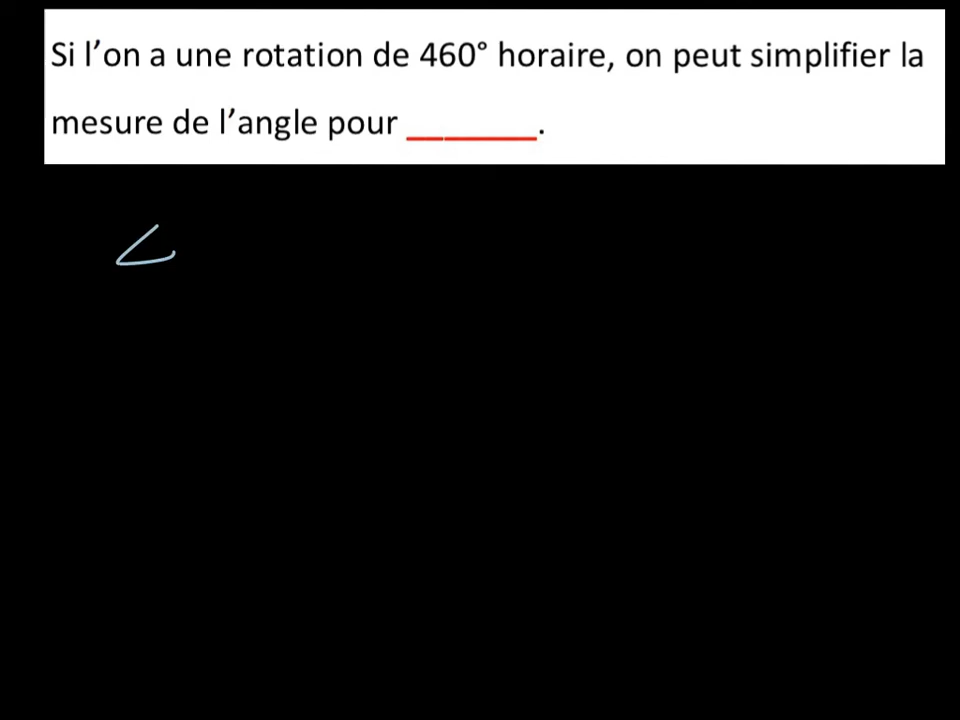 Si l’on a une rotation de 460° horaire, on peut simplifier la
mesure de l’angle pour _______.